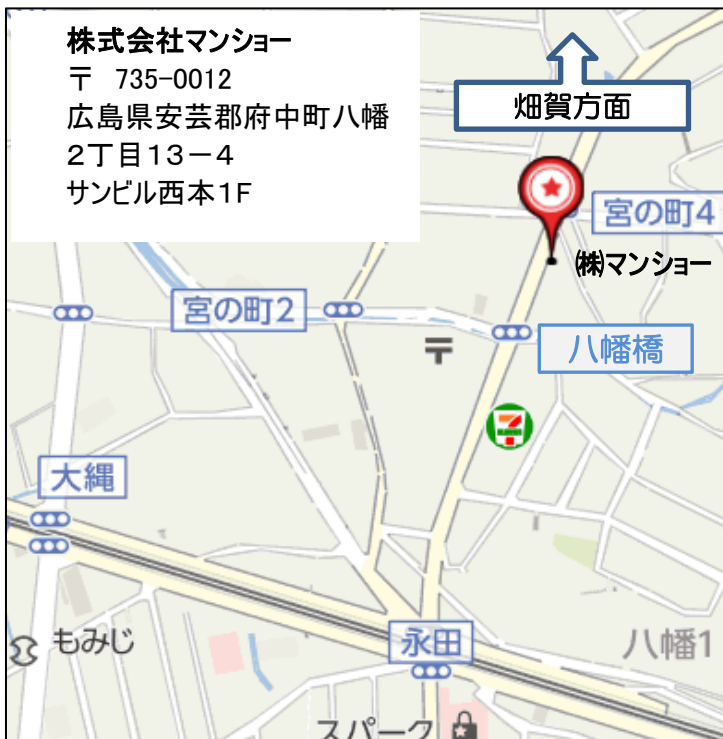 株式会社マンショー
〒 735-0012
広島県安芸郡府中町八幡
2丁目13－4
サンビル西本1F
畑賀方面
宮の町4
㈱マンショー
宮の町2
八幡橋
〒
7
大縄
もみじ
永田
八幡1
スパーク